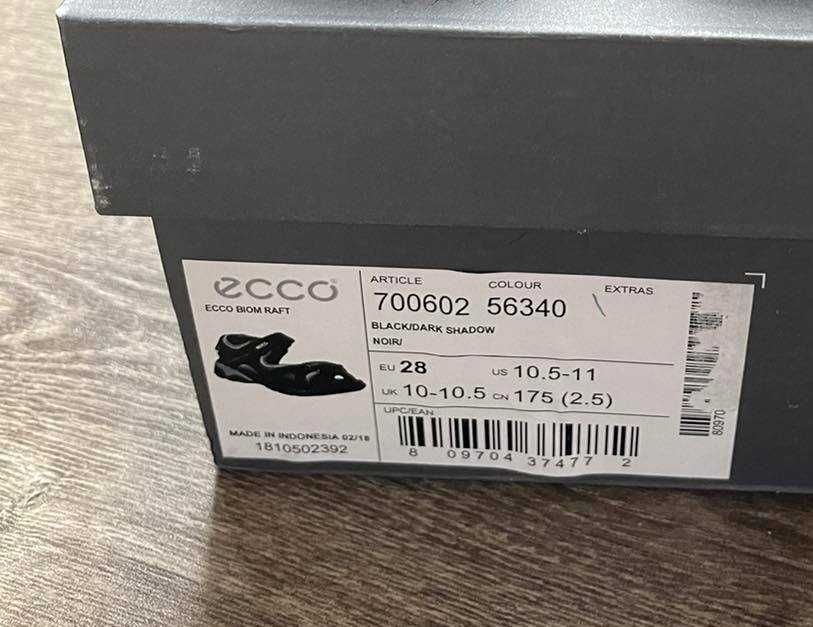 ecco
ECCO BIOM RAFT
MADE IN INDONESIA 02/18
1810502392
ARTICLE COLOUR EXTRAS
700602 56340
BLACK/DARK SHADOW
NOIR/
EU 28 US 10.5-11
UK 10-10.5 CN 175 (2.5)
UPC/EAN
8 09704 37477 2
60970